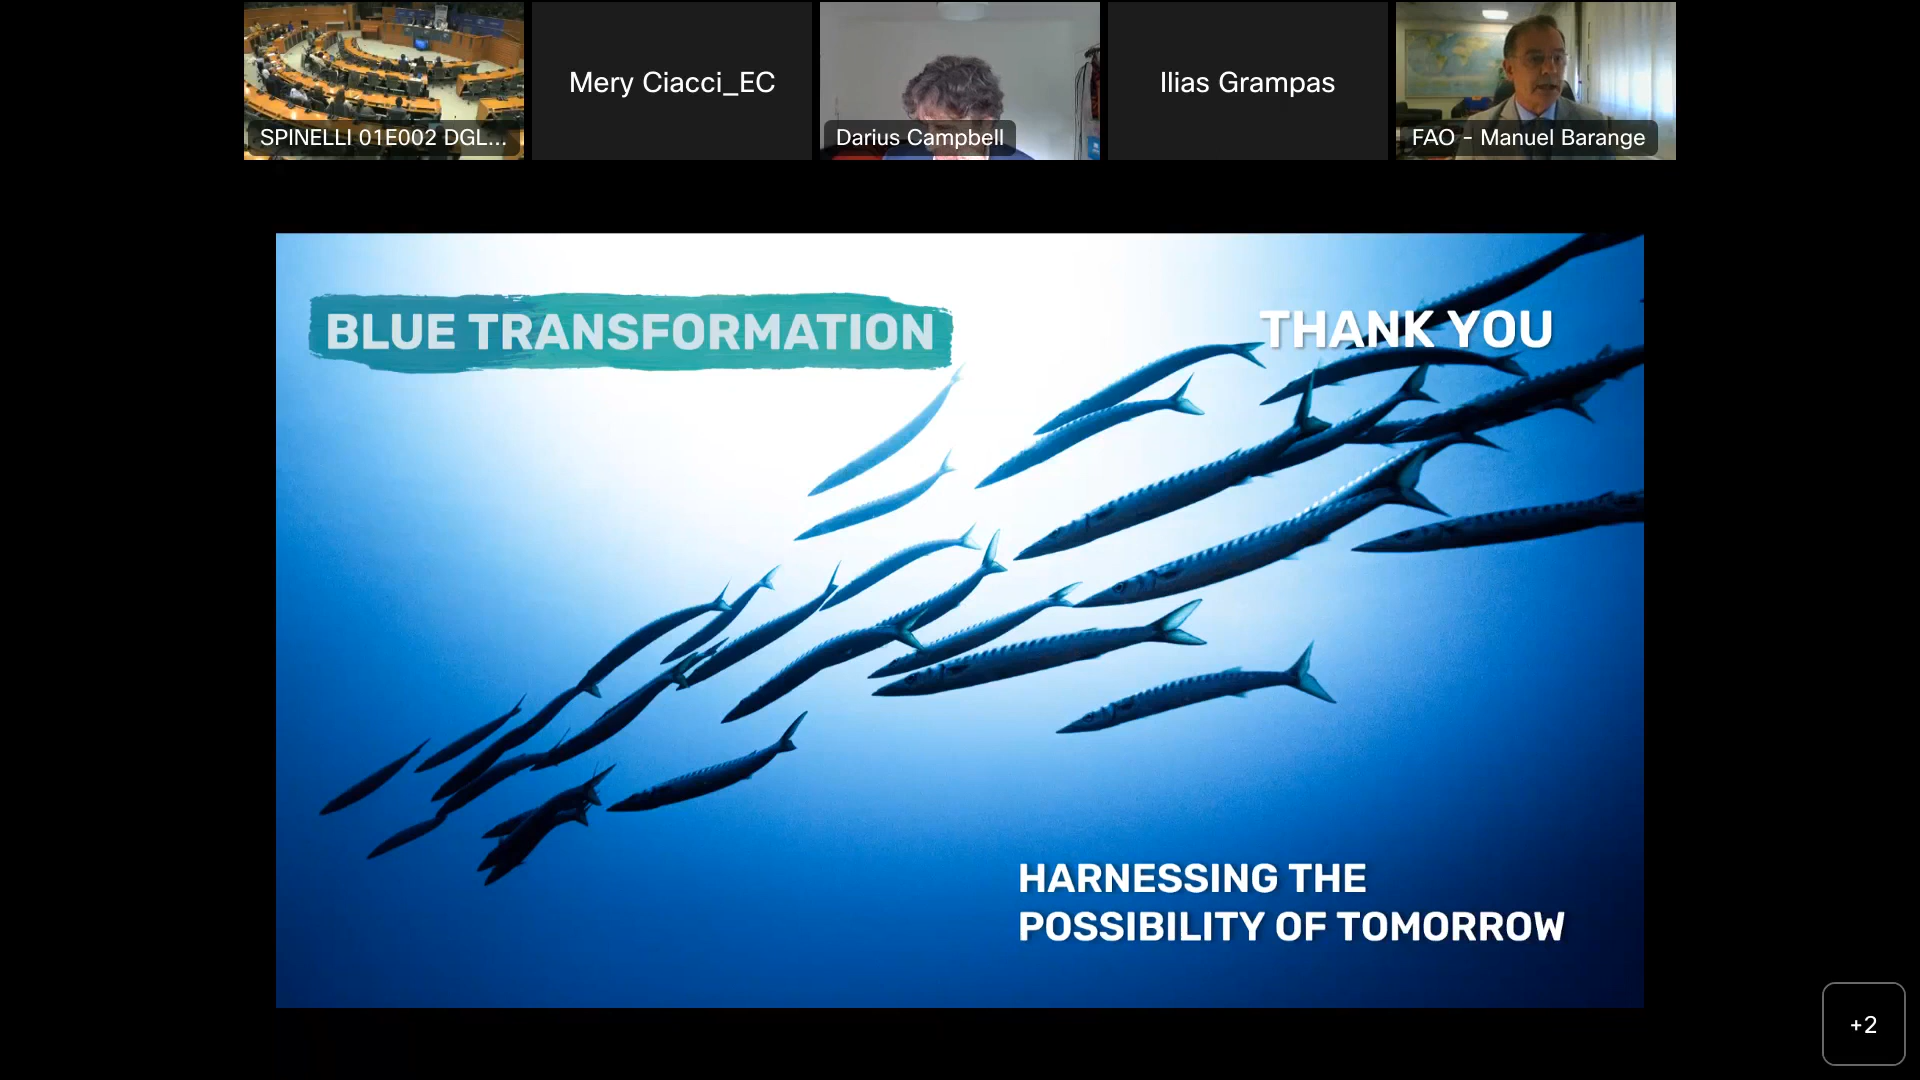 SPINELLI 01E002 DGL...
Mery Ciacci_EC
Darius Campbell
Ilias Grampas
FAO - Manuel Barange
BLUE TRANSFORMATION
THANK YOU
HARNESSING THE
POSSIBILITY OF TOMORROW
+2